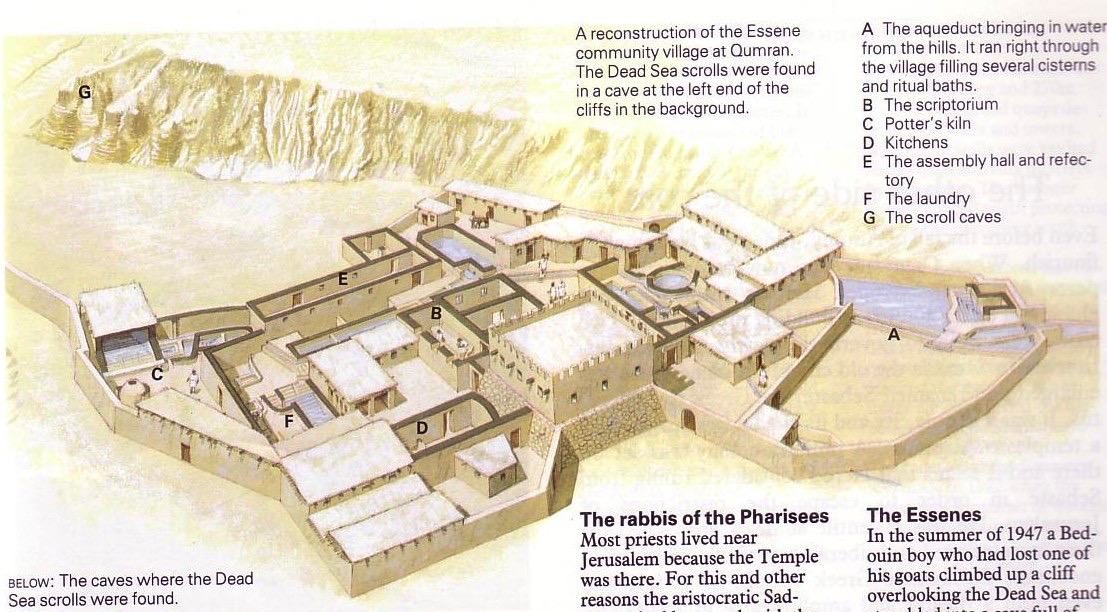 A reconstruction of the Essene
community village at Qumran.
The Dead Sea scrolls were found
in a cave at the left end of the
cliffs in the background.
A The aqueduct bringing in water
from the hills. It ran right through
the village filling several cisterns
and ritual baths.
B The scriptorium
C Potter's kiln
D Kitchens
E The assembly hall and refec-
tory
F The laundry
G The scroll caves
G
E
B
A
C
F
D
BELOW: The caves where the Dead
Sea scrolls were found.
The rabbis of the Pharisees
Most priests lived near
Jerusalem because the Temple
was there. For this and other
reasons the aristocratic Sad-
The Essenes
In the summer of 1947 a Bed-
ouin boy who had lost one of
his goats climbed up a cliff
overlooking the Dead Sea and